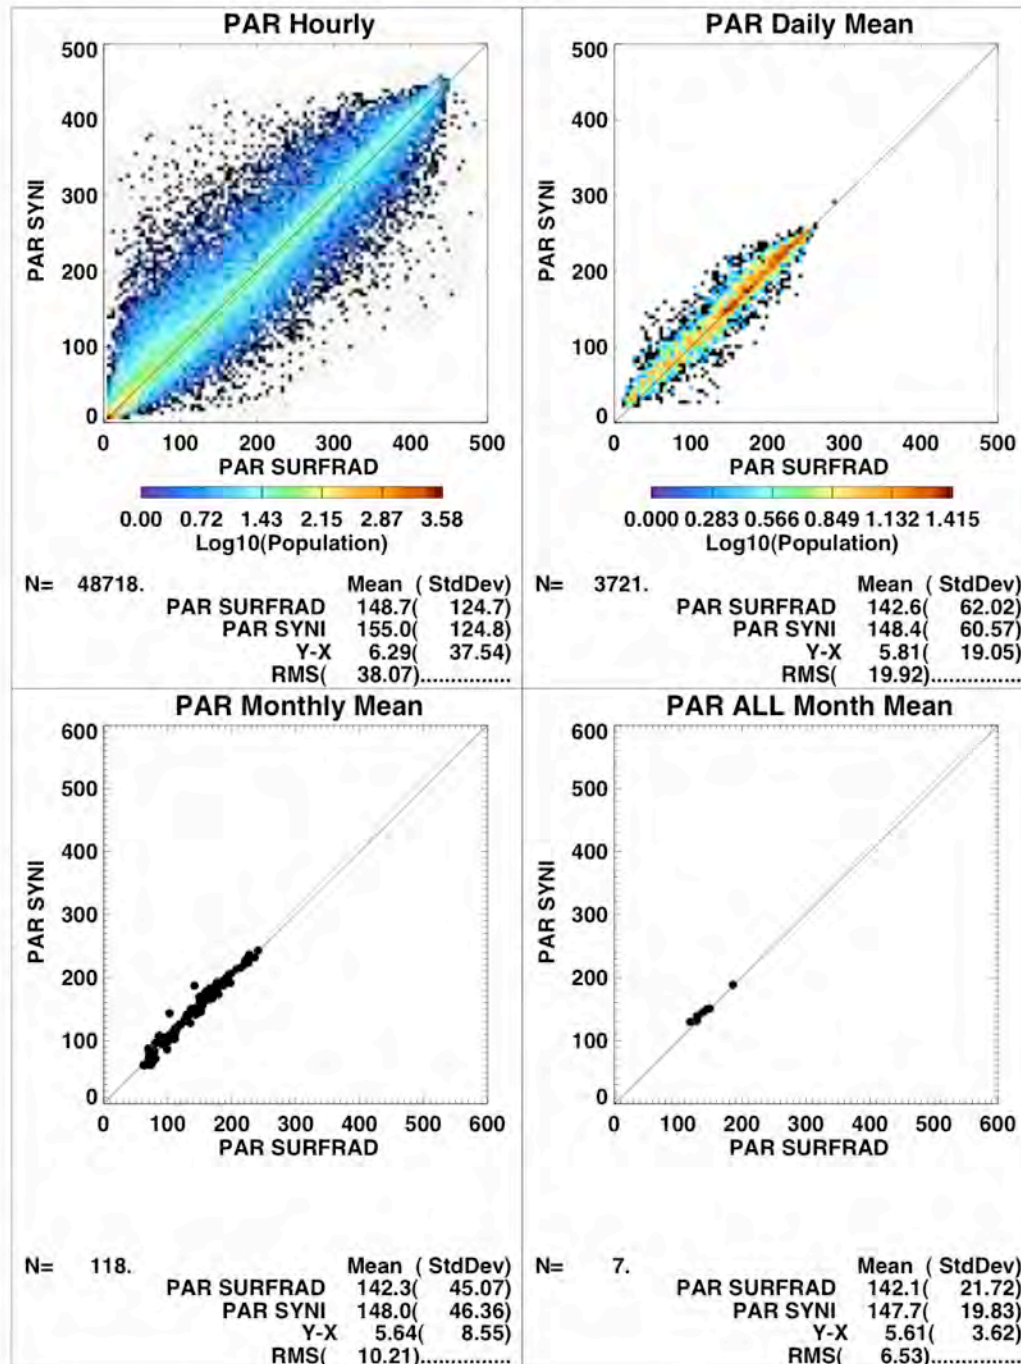 PAR Hourly
500
400
300
200
100
0
PAR SYNI
0 100 200 300 400 500
PAR SURFRAD
0.00 0.72 1.43 2.15 2.87 3.58
Log10(Population)
N= 48718. Mean ( StdDev)
PAR SURFRAD 148.7( 124.7)
PAR SYNI 155.0( 124.8)
Y-X 6.29( 37.54)
RMS( 38.07)...............
PAR Daily Mean
500
400
300
200
100
0
PAR SYNI
0 100 200 300 400 500
PAR SURFRAD
0.000 0.283 0.566 0.849 1.132 1.415
Log10(Population)
N= 3721. Mean ( StdDev)
PAR SURFRAD 142.6( 62.02)
PAR SYNI 148.4( 60.57)
Y-X 5.81( 19.05)
RMS( 19.92)...............
PAR Monthly Mean
600
500
400
300
200
100
0
PAR SYNI
0 100 200 300 400 500 600
PAR SURFRAD
N= 118. Mean ( StdDev)
PAR SURFRAD 142.3( 45.07)
PAR SYNI 148.0( 46.36)
Y-X 5.64( 8.55)
RMS( 10.21)...............
PAR ALL Month Mean
600
500
400
300
200
100
0
PAR SYNI
0 100 200 300 400 500 600
PAR SURFRAD
N= 7. Mean ( StdDev)
PAR SURFRAD 142.1( 21.72)
PAR SYNI 147.7( 19.83)
Y-X 5.61( 3.62)
RMS( 6.53)...............